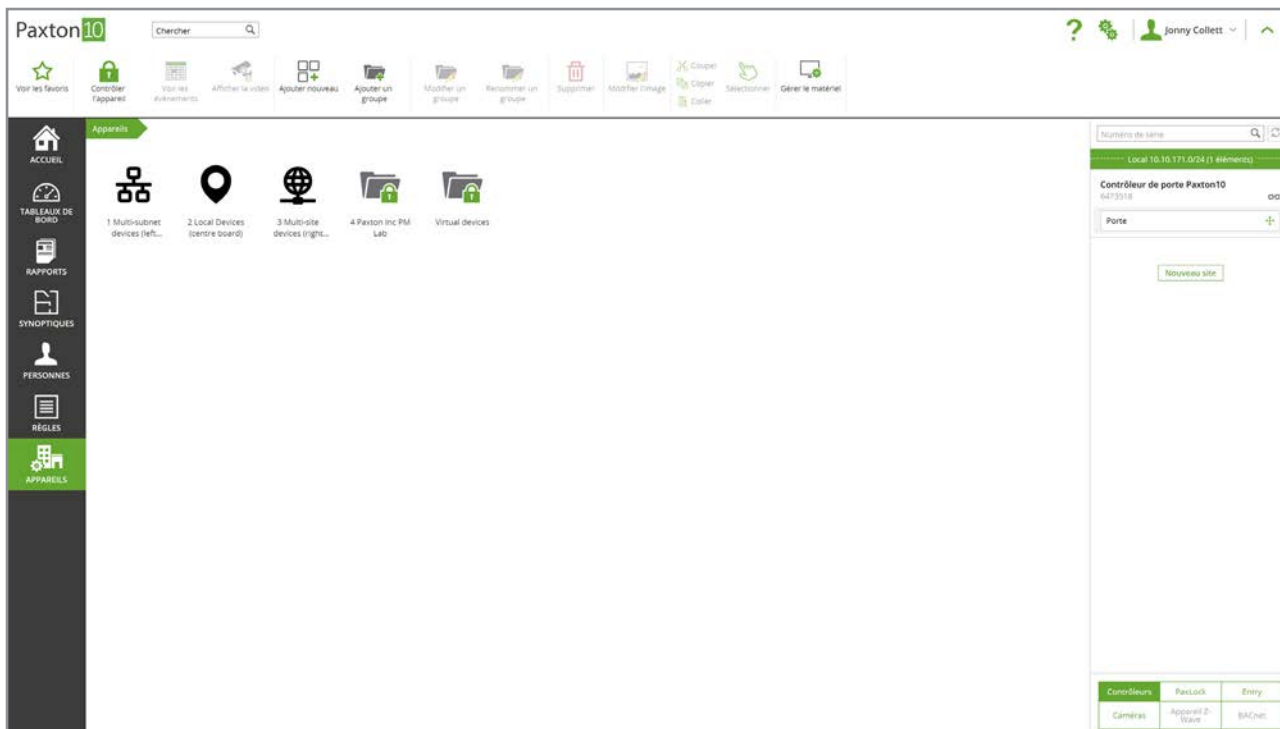 Paxton10
Chercher
Jonny Collett
Voir les favoris
Contrôler
l'appareil
Voir les
événements
Afficher la vidéo
Ajouter nouveau
Ajouter un
groupe
Modifier un
groupe
Renommer un
groupe
Supprimer
Modifier l'image
Couper
Copier
Coller
Sélectionner
Gérer le matériel
ACCUEIL
TABLEAUX DE
BORD
RAPPORTS
SYNOPTIQUES
PERSONNES
RÈGLES
APPAREILS
Appareils
1 Multi-subnet
devices (left...
2 Local Devices
(centre board)
3 Multi-site
devices (right...
4 Paxton Inc PM
Lab
Virtual devices
Numéro de série
Local 10.10.171.0/24 (1 éléments)
Contrôleur de porte Paxton10
6473918
Porte
Nouveau site
Contrôleurs
PaxLock
Entry
Caméras
Appareil Z-
Wave
BACnet